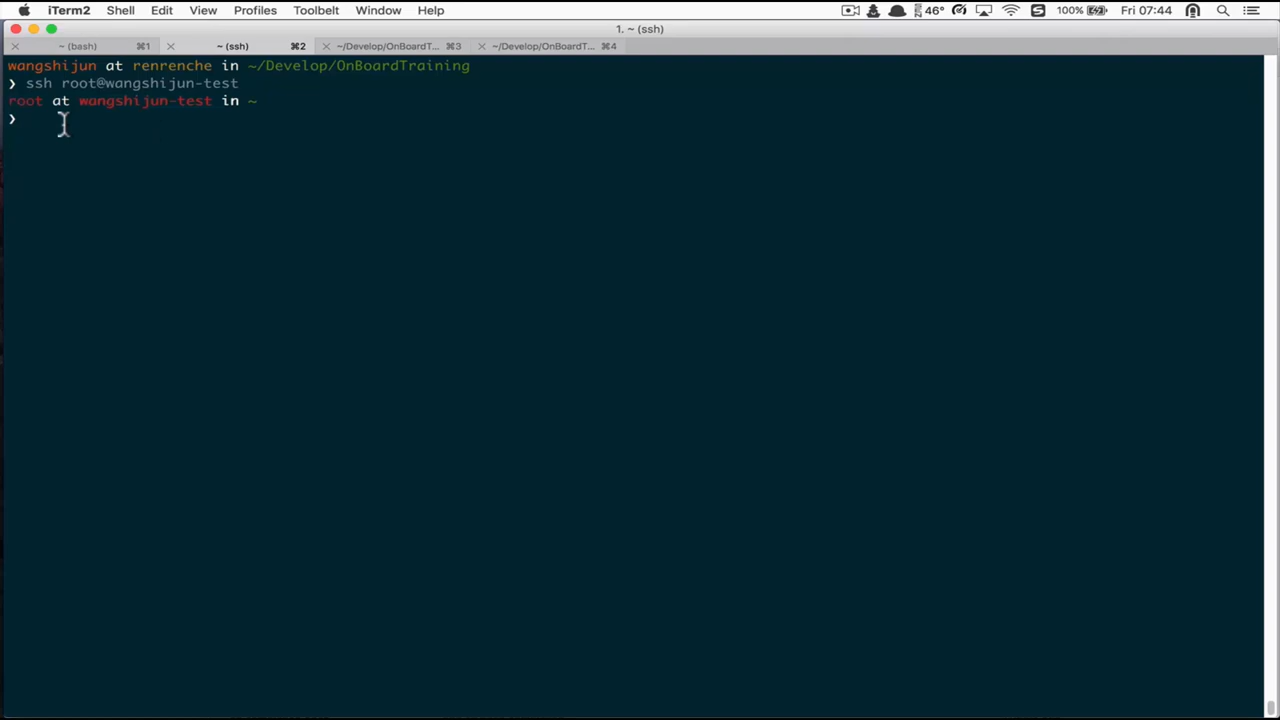 iTerm2 Shell Edit View Profiles Toolbelt Window Help 46° 100% Fri 07:44
1. ~ (ssh)
~ (bash) ⌘1 ~ (ssh) ⌘2 ~/Develop/OnBoardT... ⌘3 ~/Develop/OnBoardT... ⌘4
wangshijun at renrenche in ~/Develop/OnBoardTraining
❯ ssh root@wangshijun-test
root at wangshijun-test in ~
❯